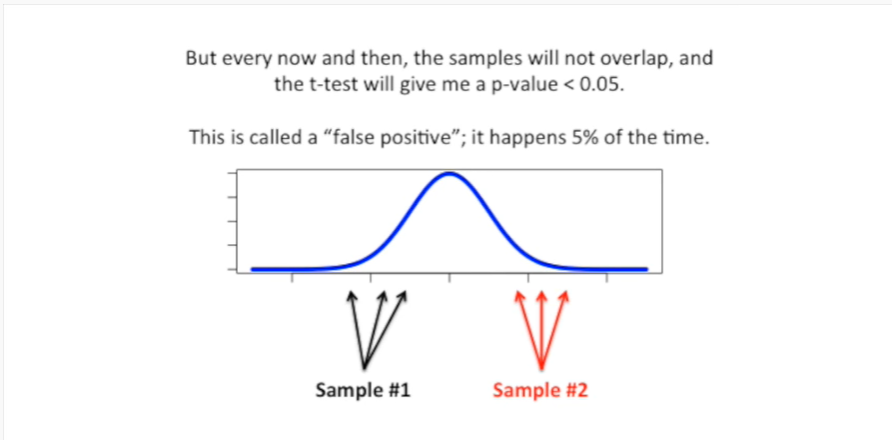 But every now and then, the samples will not overlap, and
the t-test will give me a p-value < 0.05.
This is called a “false positive”; it happens 5% of the time.
Sample #1
Sample #2